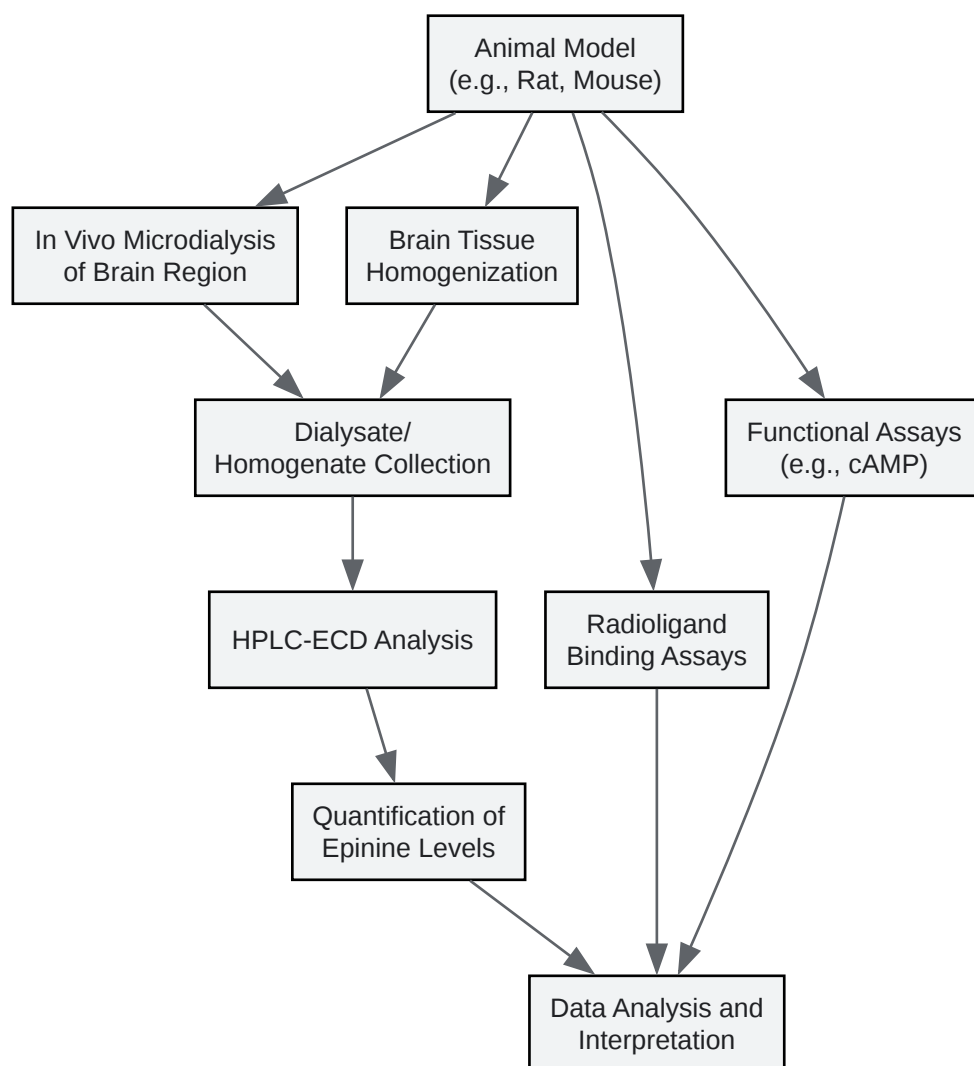 Animal Model
(e.g., Rat, Mouse)
In Vivo Microdialysis
of Brain Region
Brain Tissue
Homogenization
Dialysate/
Homogenate Collection
Functional Assays
(e.g., cAMP)
HPLC-ECD Analysis
Radioligand
Binding Assays
Quantification of
Epinine Levels
Data Analysis and
Interpretation